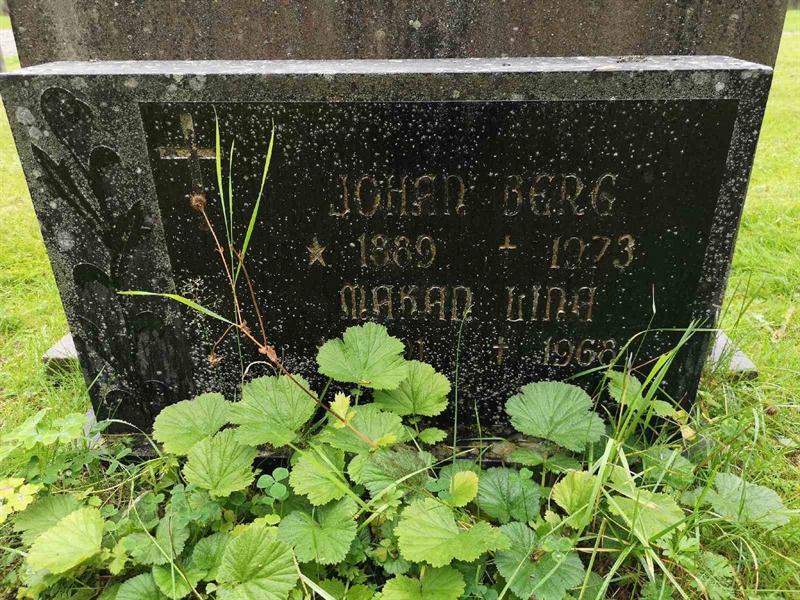 JOHAN BERG
★ 1889 † 1973
MAKAN LINA
† 1968